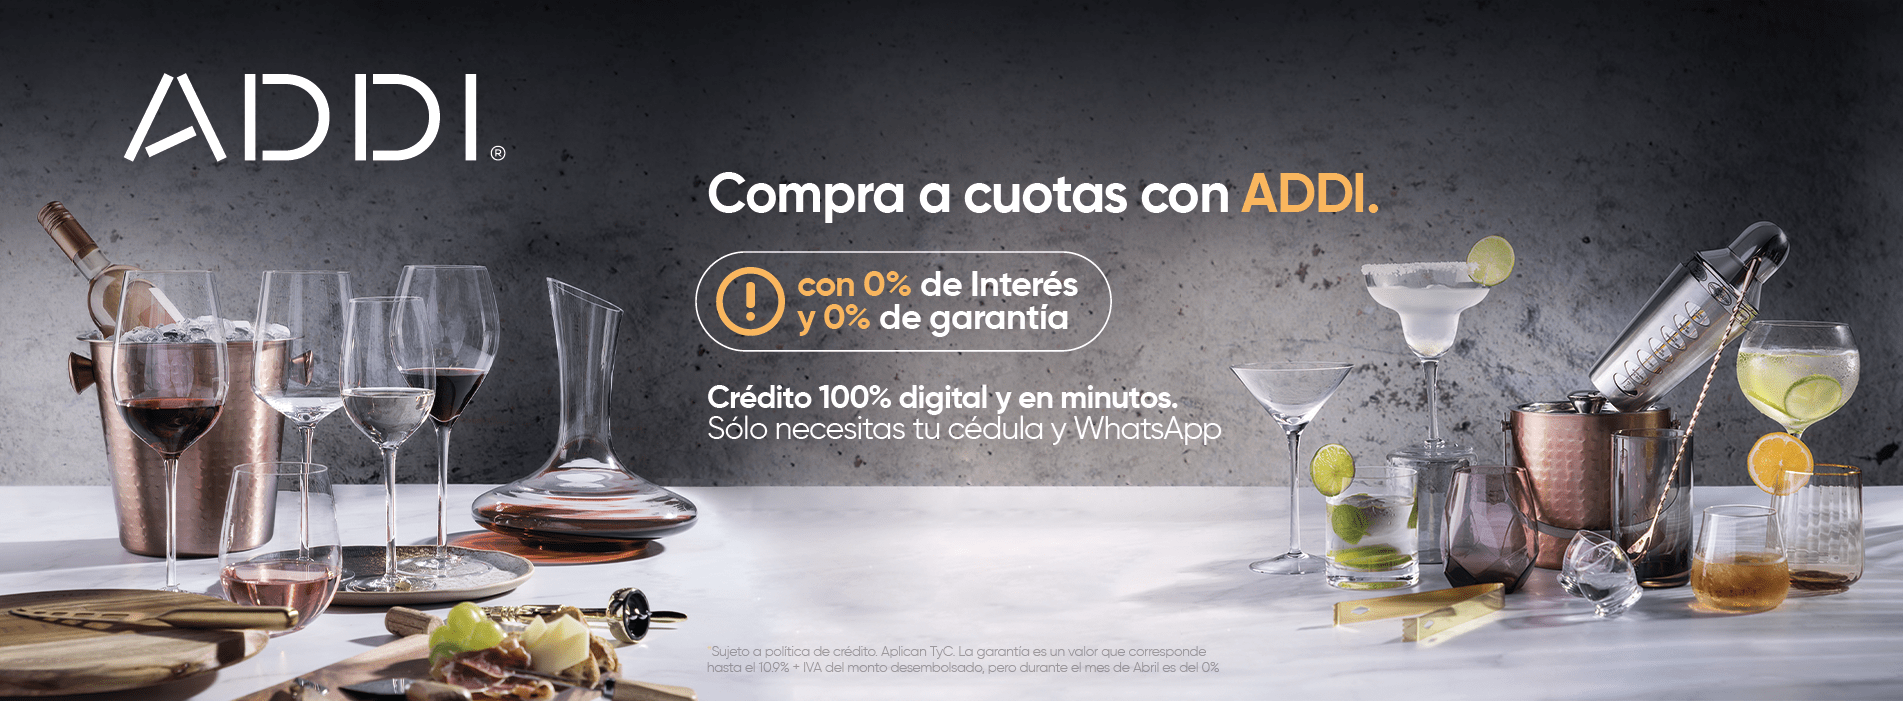 ADDI®
Compra a cuotas con ADDI.
con 0% de Interés
y 0% de garantía
Crédito 100% digital y en minutos.
Sólo necesitas tu cédula y WhatsApp
Sujeto a política de crédito. Aplican TyC. La garantía es un valor que corresponde
hasta el 10.9% + IVA del monto desembolsado, pero durante el mes de Abril es del 0%